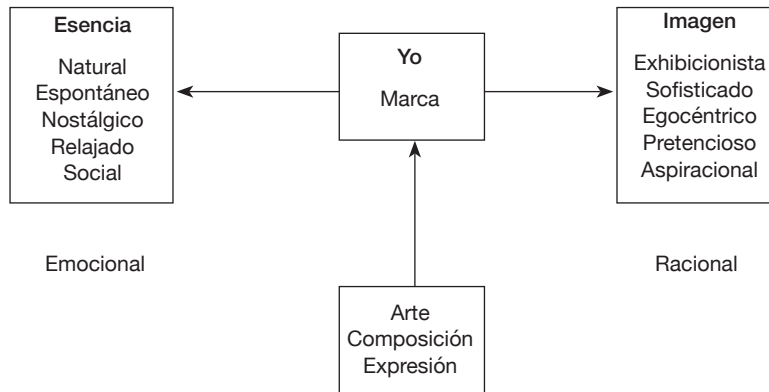 Esencia
Natural
Espontáneo
Nostálgico
Relajado
Social
Yo
Marca
Imagen
Exhibicionista
Sofisticado
Egocéntrico
Pretencioso
Aspiracional
Emocional
Racional
Arte
Composición
Expresión